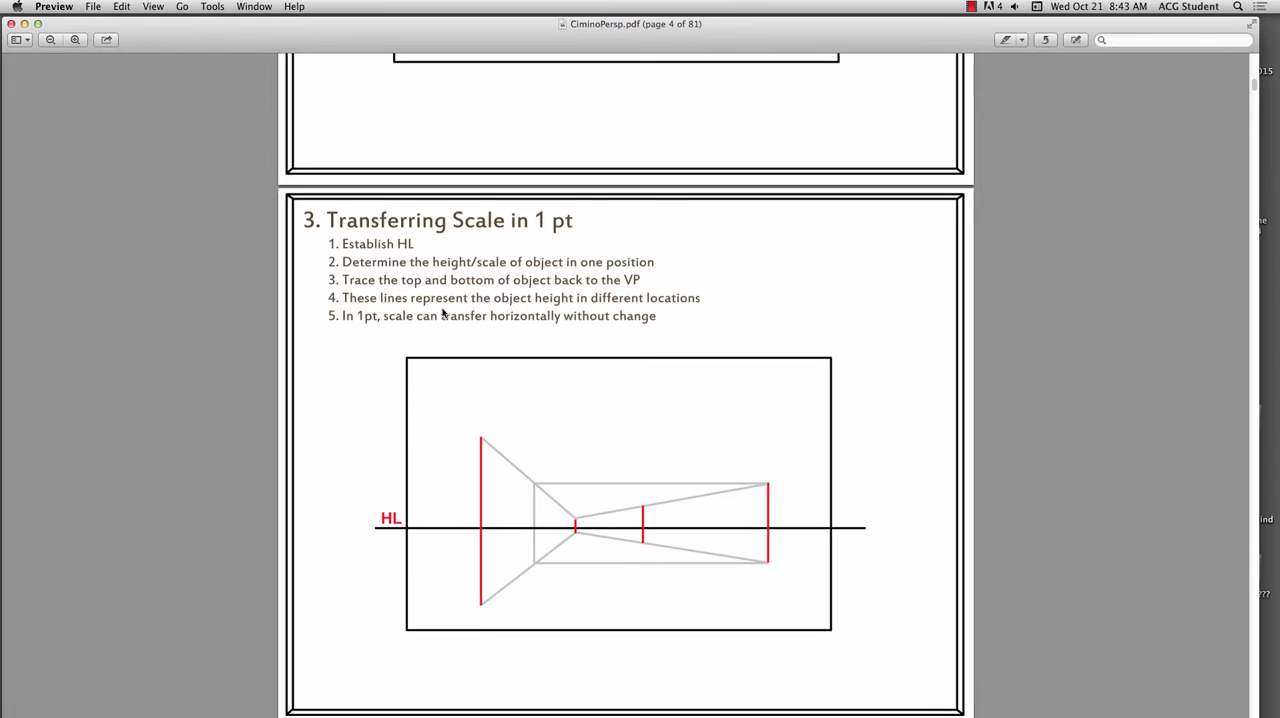 Preview File Edit View Go Tools Window Help 4 Wed Oct 21 8:43 AM ACG Student
CiminoPersp.pdf (page 4 of 81)
015
3. Transferring Scale in 1 pt
1. Establish HL
2. Determine the height/scale of object in one position
3. Trace the top and bottom of object back to the VP
4. These lines represent the object height in different locations
5. In 1pt, scale can transfer horizontally without change
HL
ind
???